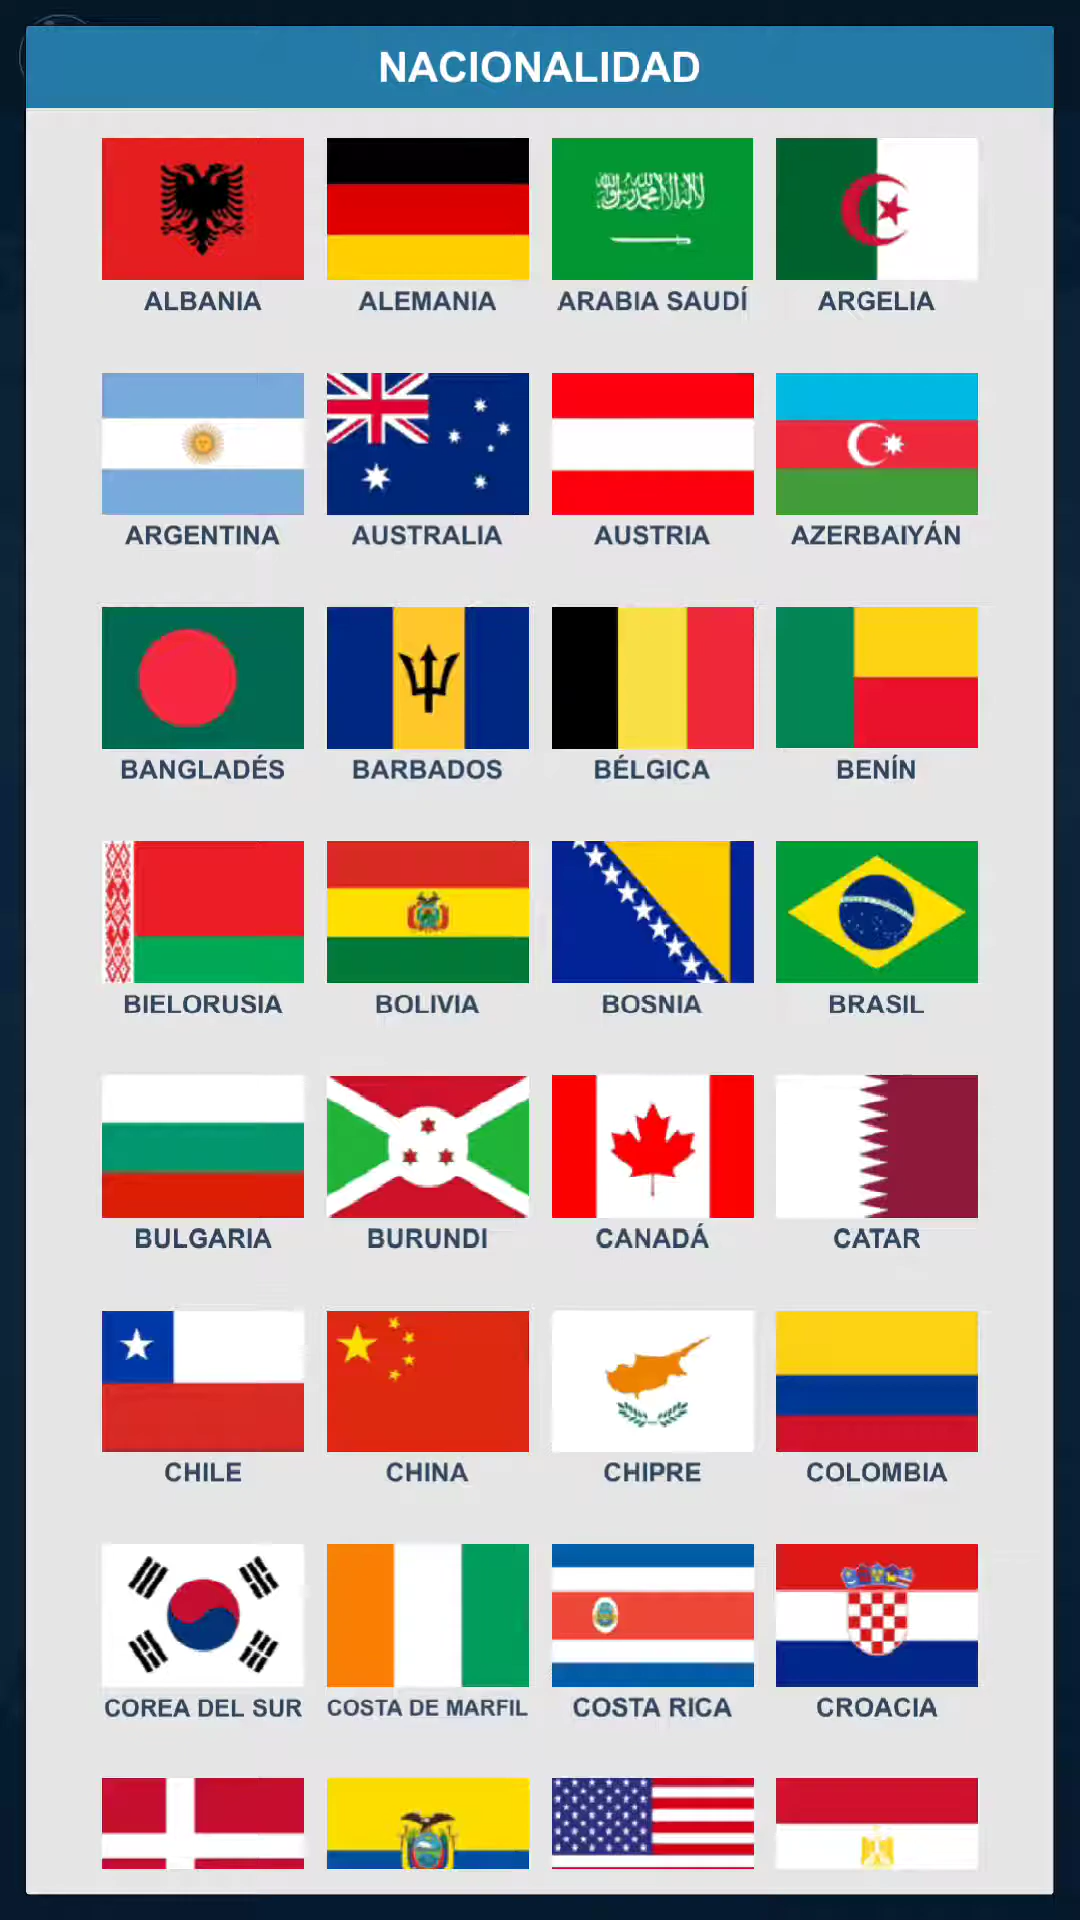 NACIONALIDAD
ALBANIA
ALEMANIA
ARABIA SAUDÍ
ARGELIA
ARGENTINA
AUSTRALIA
AUSTRIA
AZERBAIYÁN
BANGLADÉS
BARBADOS
BÉLGICA
BENÍN
BIELORUSIA
BOLIVIA
BOSNIA
BRASIL
BULGARIA
BURUNDI
CANADÁ
CATAR
CHILE
CHINA
CHIPRE
COLOMBIA
COREA DEL SUR
COSTA DE MARFIL
COSTA RICA
CROACIA